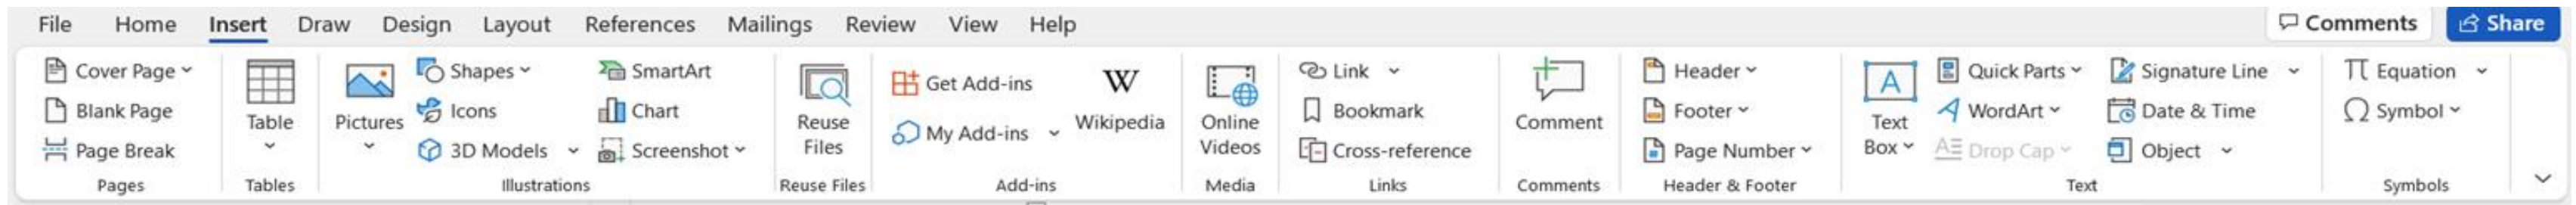 File Home Insert Draw Design Layout References Mailings Review View Help Comments Share
Cover Page
Blank Page
Page Break
Pages
Table
Tables
Pictures
Shapes
Icons
3D Models
SmartArt
Chart
Screenshot
Illustrations
Reuse
Files
Reuse Files
Get Add-ins
My Add-ins
W
Wikipedia
Add-ins
Online
Videos
Media
Link
Bookmark
Cross-reference
Links
Comment
Comments
Header
Footer
Page Number
Header & Footer
A
Text
Box
Quick Parts
WordArt
Drop Cap
Signature Line
Date & Time
Object
Text
π Equation
Ω Symbol
Symbols